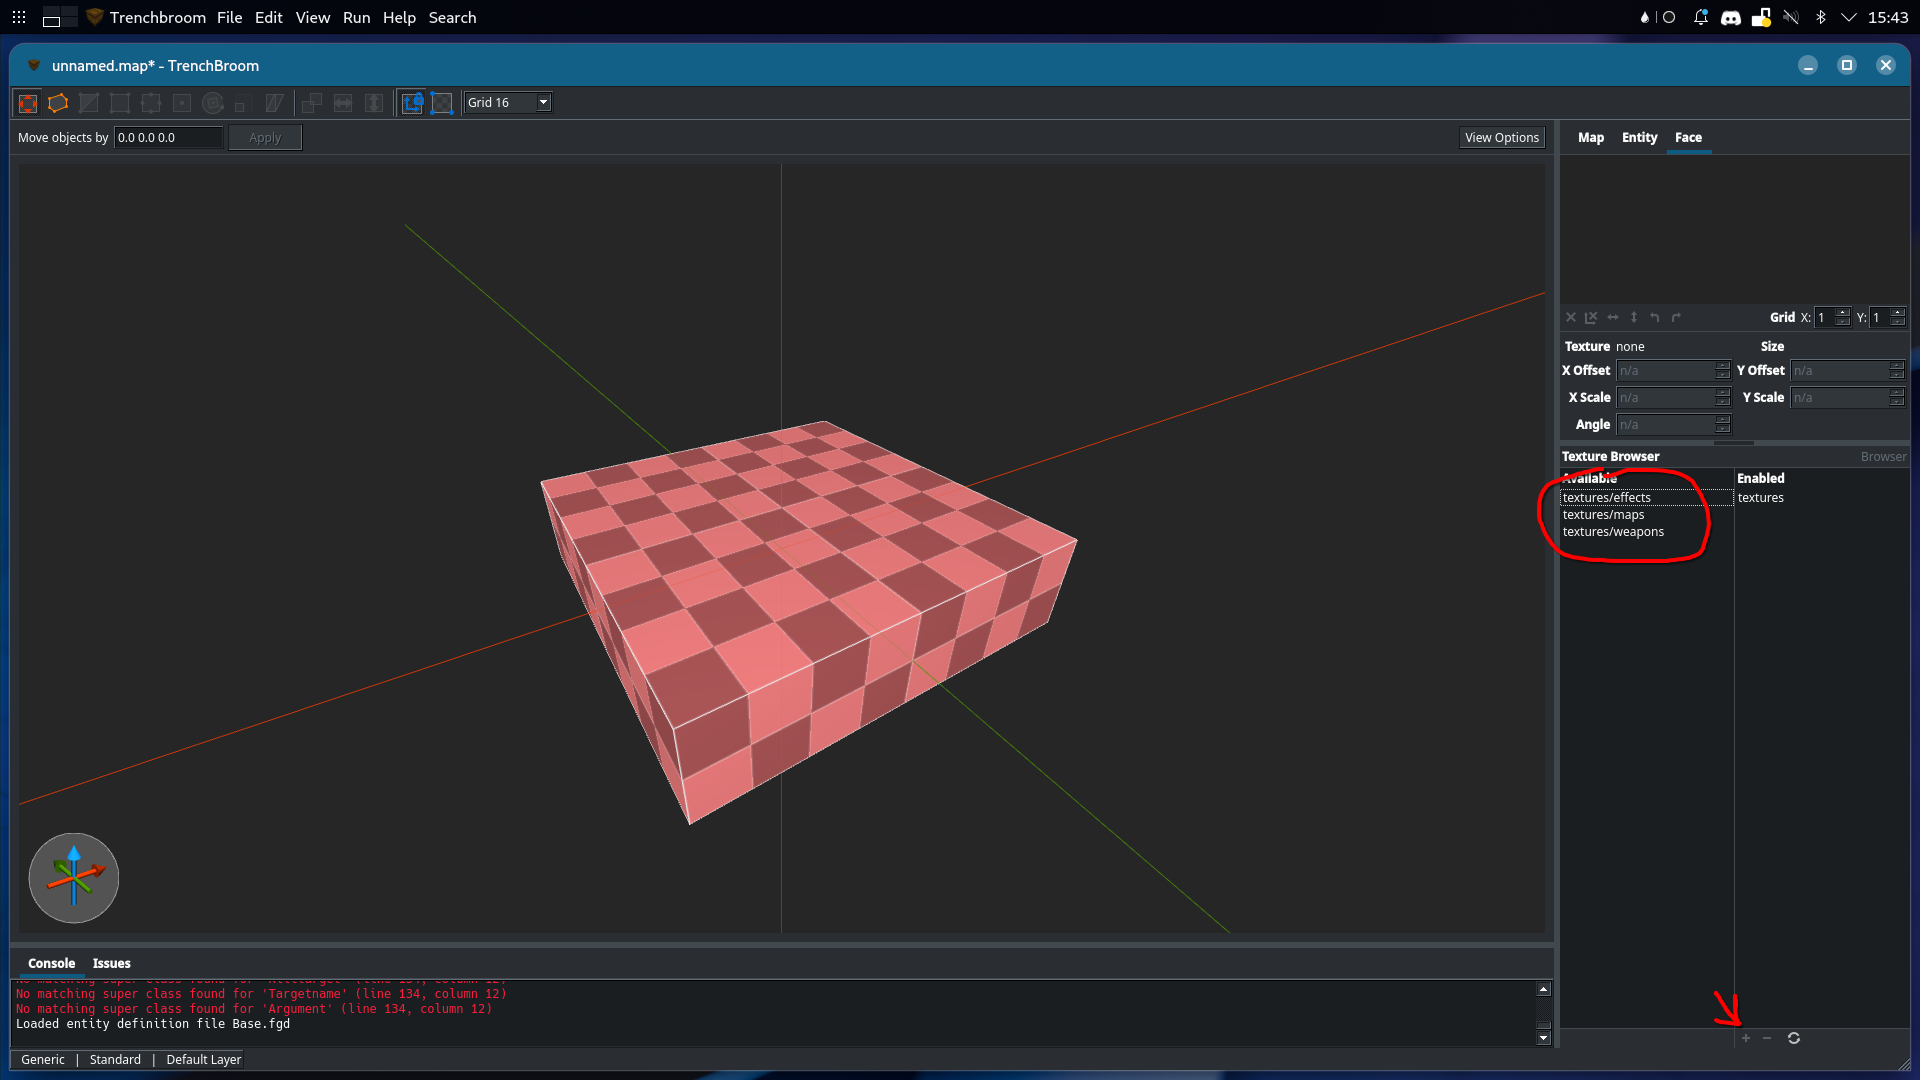 Trenchbroom File Edit View Run Help Search
15:43
unnamed.map* - TrenchBroom
Grid 16
Move objects by 0.0 0.0 0.0 Apply
View Options
Map Entity Face
Grid X: 1 Y: 1
Texture none Size
X Offset n/a Y Offset n/a
X Scale n/a Y Scale n/a
Angle n/a
Texture Browser Browser
Available Enabled
textures/effects textures
textures/maps
textures/weapons
Console Issues
(line 134, column 12)
No matching super class found for 'Targetname' (line 134, column 12)
No matching super class found for 'Argument' (line 134, column 12)
Loaded entity definition file Base.fgd
Generic | Standard | Default Layer